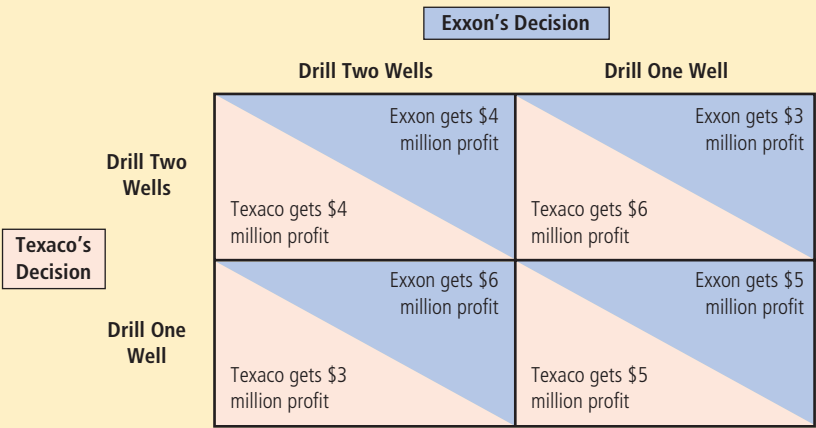 Exxon's Decision
Drill Two Wells
Drill One Well
Texaco's
Decision
Drill Two
Wells
Exxon gets $4
million profit
Texaco gets $4
million profit
Exxon gets $3
million profit
Texaco gets $6
million profit
Drill One
Well
Exxon gets $6
million profit
Texaco gets $3
million profit
Exxon gets $5
million profit
Texaco gets $5
million profit